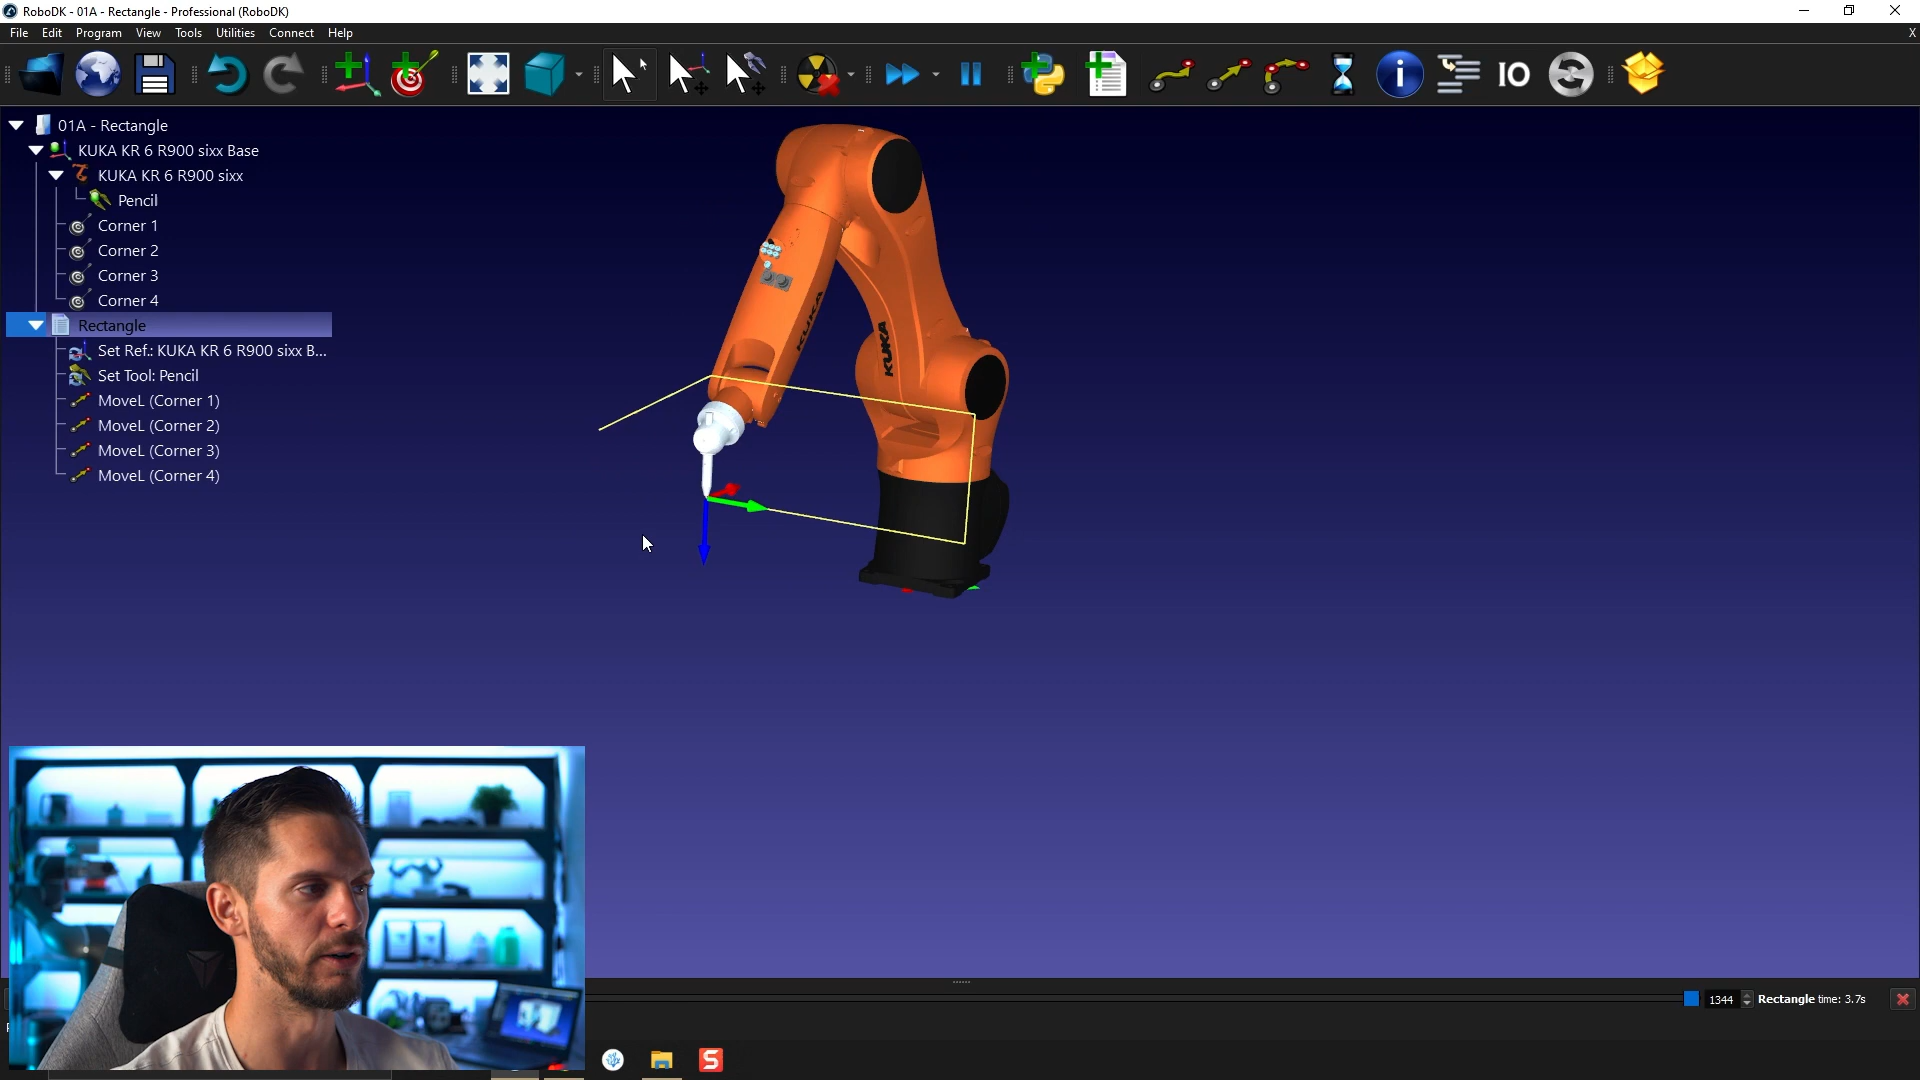 RoboDK - 01A - Rectangle - Professional (RoboDK)
File Edit Program View Tools Utilities Connect Help X
IO
01A - Rectangle
KUKA KR 6 R900 sixx Base
KUKA KR 6 R900 sixx
Pencil
Corner 1
Corner 2
Corner 3
Corner 4
Rectangle
Set Ref.: KUKA KR 6 R900 sixx B...
Set Tool: Pencil
MoveL (Corner 1)
MoveL (Corner 2)
MoveL (Corner 3)
MoveL (Corner 4)
KUKA
KUKA
1344 Rectangle time: 3.7s
S